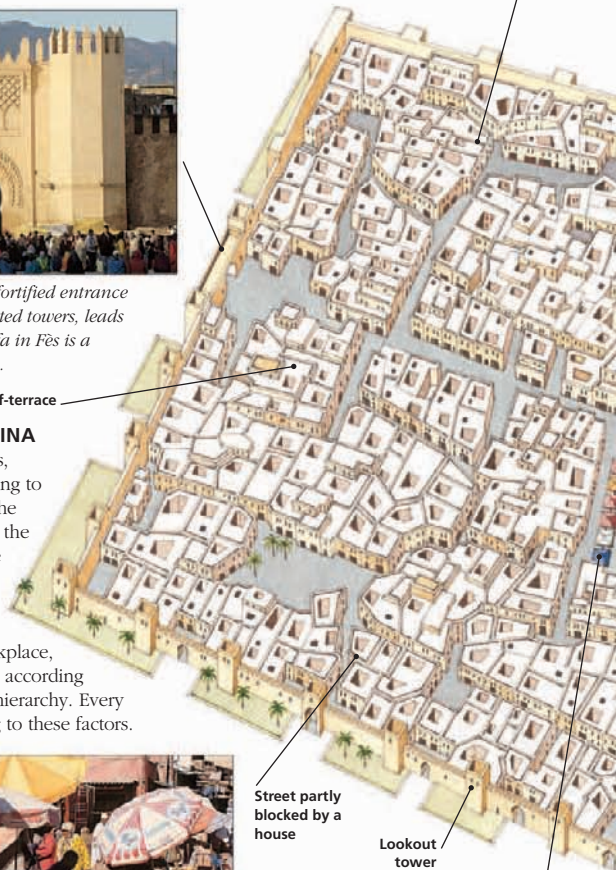 fortified entrance
ted towers, leads
a in Fès is a
.
f-terrace
INA
s,
ng to
he
the
e
kplace,
according
hierarchy. Every
g to these factors.
Street partly
blocked by a
house
Lookout
tower